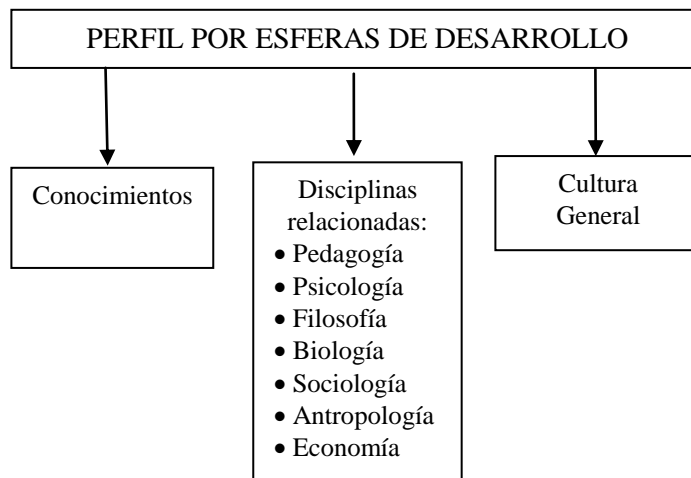 PERFIL POR ESFERAS DE DESARROLLO
Conocimientos
Disciplinas
relacionadas:
• Pedagogía
• Psicología
• Filosofía
• Biología
• Sociología
• Antropología
• Economía
Cultura
General